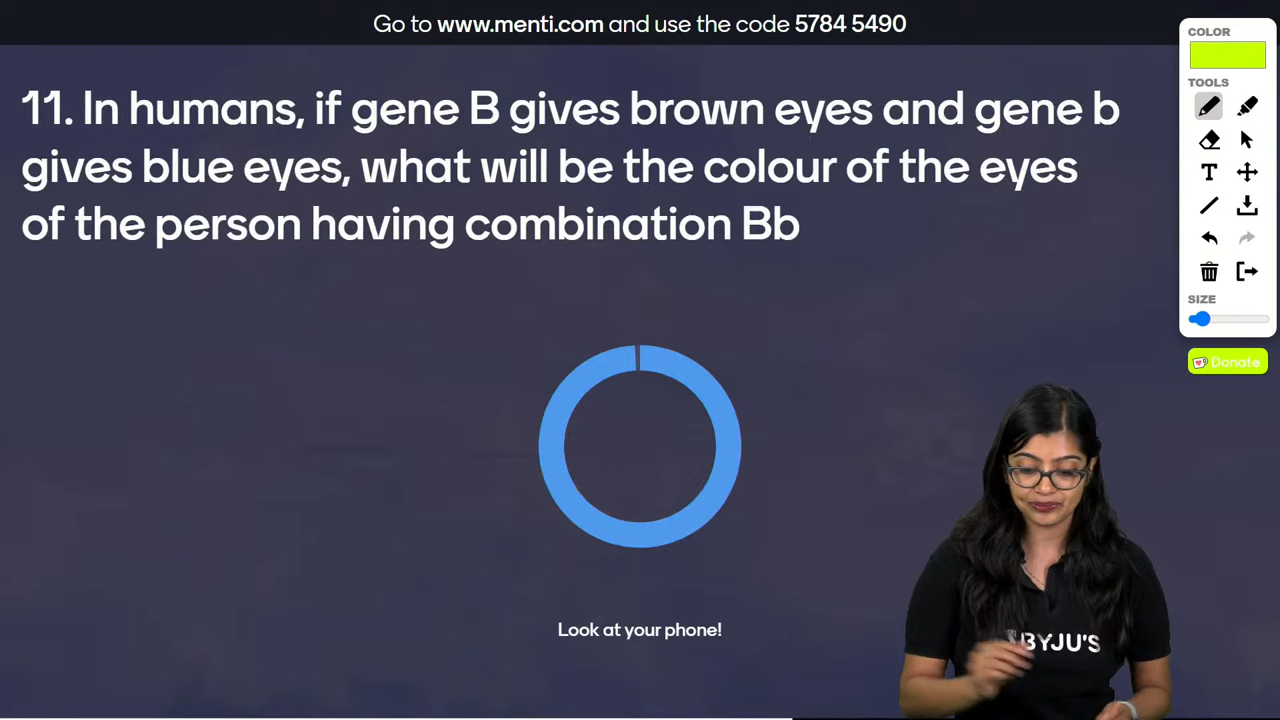 Go to www.menti.com and use the code 5784 5490
11. In humans, if gene B gives brown eyes and gene b
gives blue eyes, what will be the colour of the eyes
of the person having combination Bb
Look at your phone!
COLOR
TOOLS
T
SIZE
Donate
BYJU'S